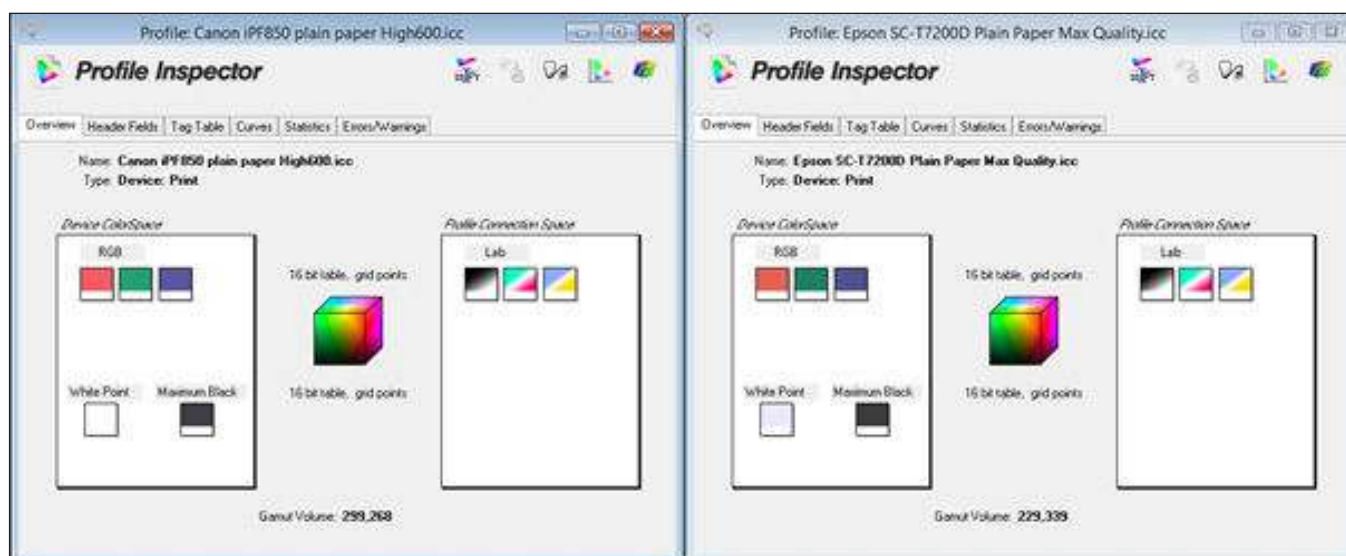 Profile: Canon iPF850 plain paper High600.icc
Profile Inspector
Overview Header Fields Tag Table Curves Statistics Errors/Warnings
Name: Canon iPF850 plain paper High600.icc
Type: Device: Print
Device ColorSpace
Profile Connection Space
RGB
Lab
16 bit table, grid points
16 bit table, grid points
White Point Maximum Black
Gamut Volume: 299,268
Profile: Epson SC-T7200D Plain Paper Max Quality.icc
Profile Inspector
Overview Header Fields Tag Table Curves Statistics Errors/Warnings
Name: Epson SC-T7200D Plain Paper Max Quality.icc
Type: Device: Print
Device ColorSpace
Profile Connection Space
RGB
Lab
16 bit table, grid points
16 bit table, grid points
White Point Maximum Black
Gamut Volume: 229,339